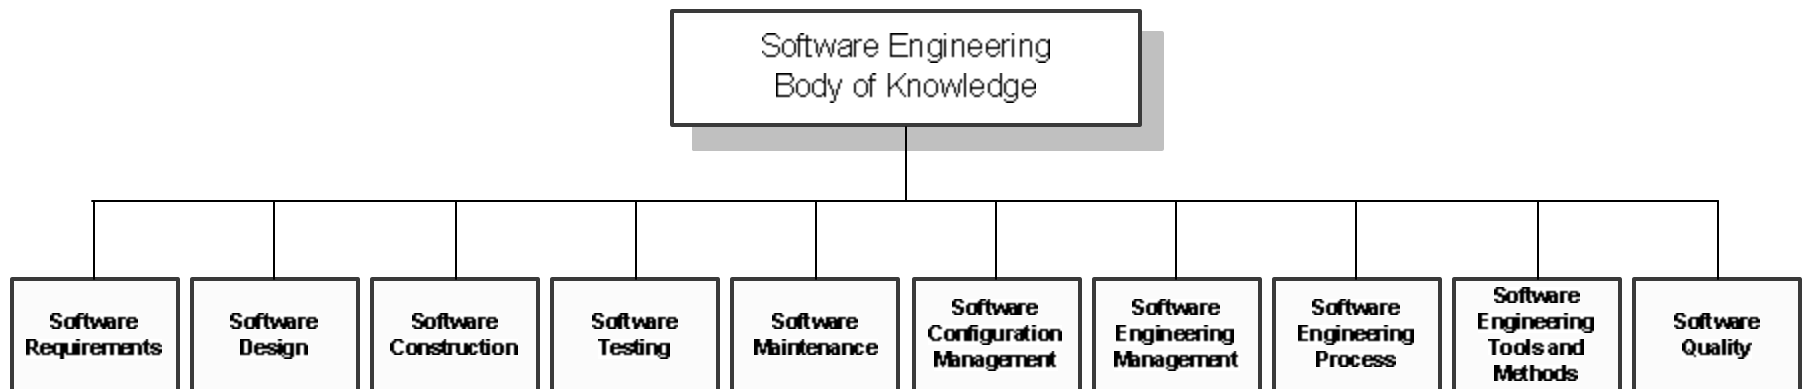 Software Engineering
Body of Knowledge
Software
Requirements
Software
Design
Software
Construction
Software
Testing
Software
Maintenance
Software
Configuration
Management
Software
Engineering
Management
Software
Engineering
Process
Software
Engineering
Tools and
Methods
Software
Quality